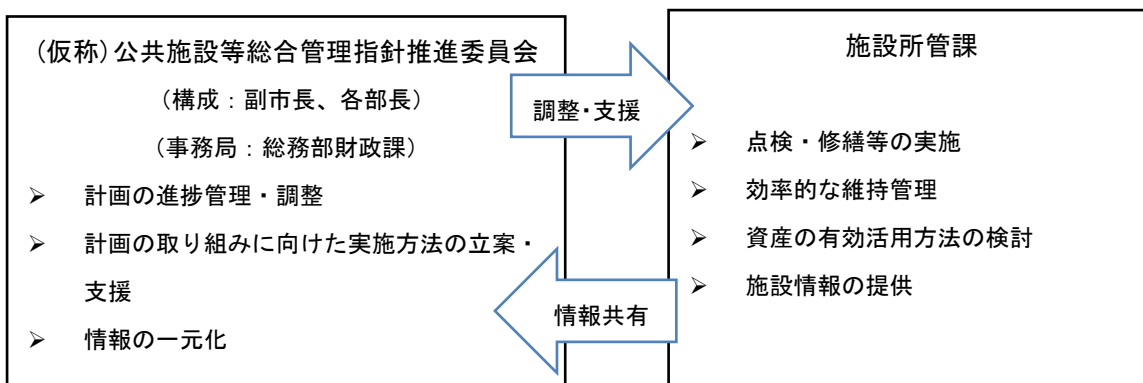 (仮称)公共施設等総合管理指針推進委員会
（構成：副市長、各部長）
（事務局：総務部財政課）
➢ 計画の進捗管理・調整
➢ 計画の取り組みに向けた実施方法の立案・
支援
➢ 情報の一元化
調整・支援
情報共有
施設所管課
➢ 点検・修繕等の実施
➢ 効率的な維持管理
➢ 資産の有効活用方法の検討
➢ 施設情報の提供